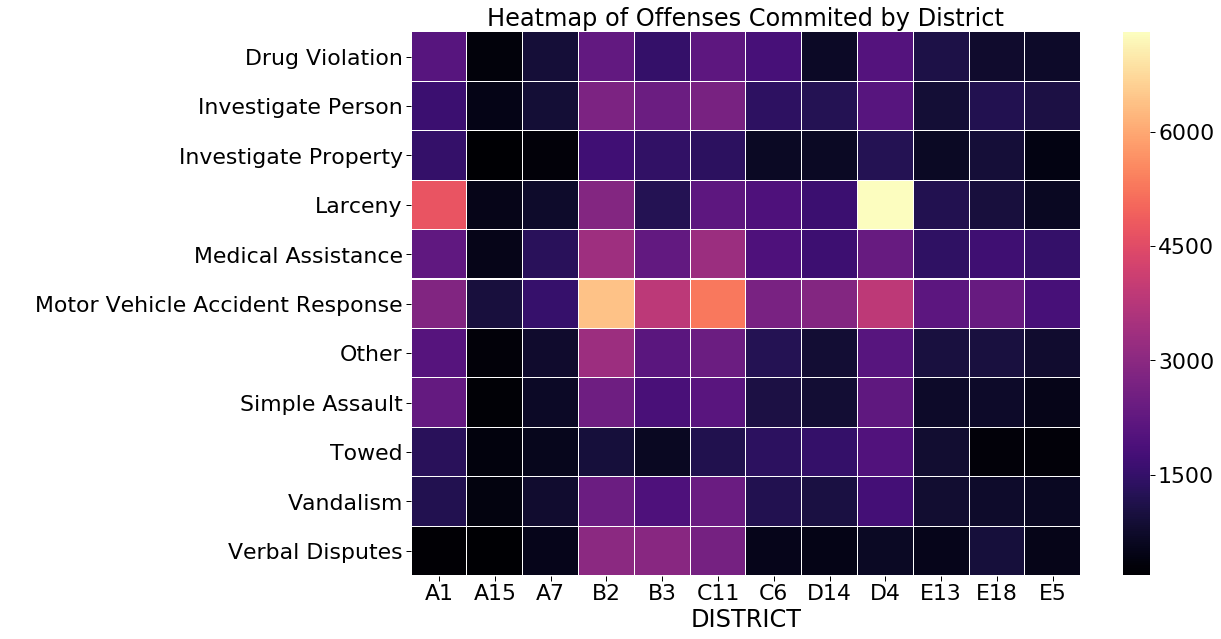 Heatmap of Offenses Commited by District
Drug Violation
Investigate Person
Investigate Property
Larceny
Medical Assistance
Motor Vehicle Accident Response
Other
Simple Assault
Towed
Vandalism
Verbal Disputes
A1 A15 A7 B2 B3 C11 C6 D14 D4 E13 E18 E5
DISTRICT
6000
4500
3000
1500